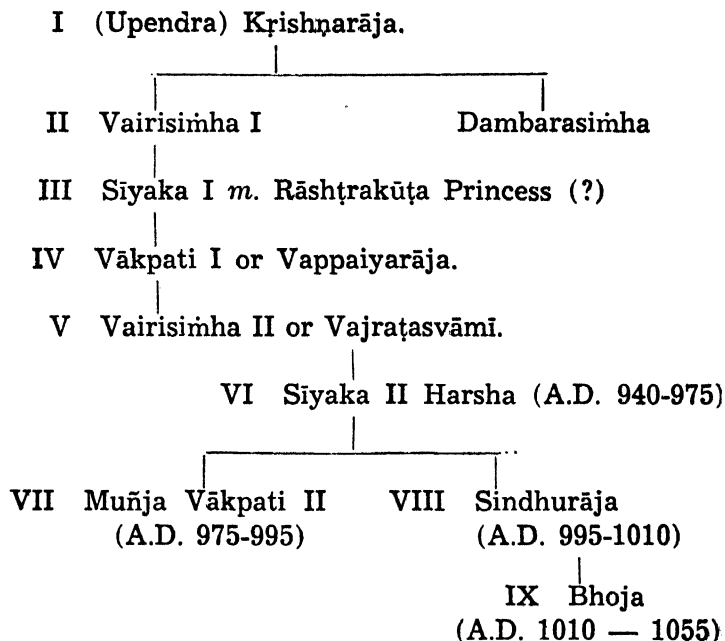 I (Upendra) Kṛishṇarāja.
II Vairisiṁha I Dambarasiṁha
III Sīyaka I m. Rāshṭrakūṭa Princess (?)
IV Vākpati I or Vappaiyarāja.
V Vairisiṁha II or Vajraṭasvāmī.
VI Sīyaka II Harsha (A.D. 940-975)
VII Muñja Vākpati II VIII Sindhurāja
(A.D. 975-995) (A.D. 995-1010)
IX Bhoja
(A.D. 1010 — 1055)